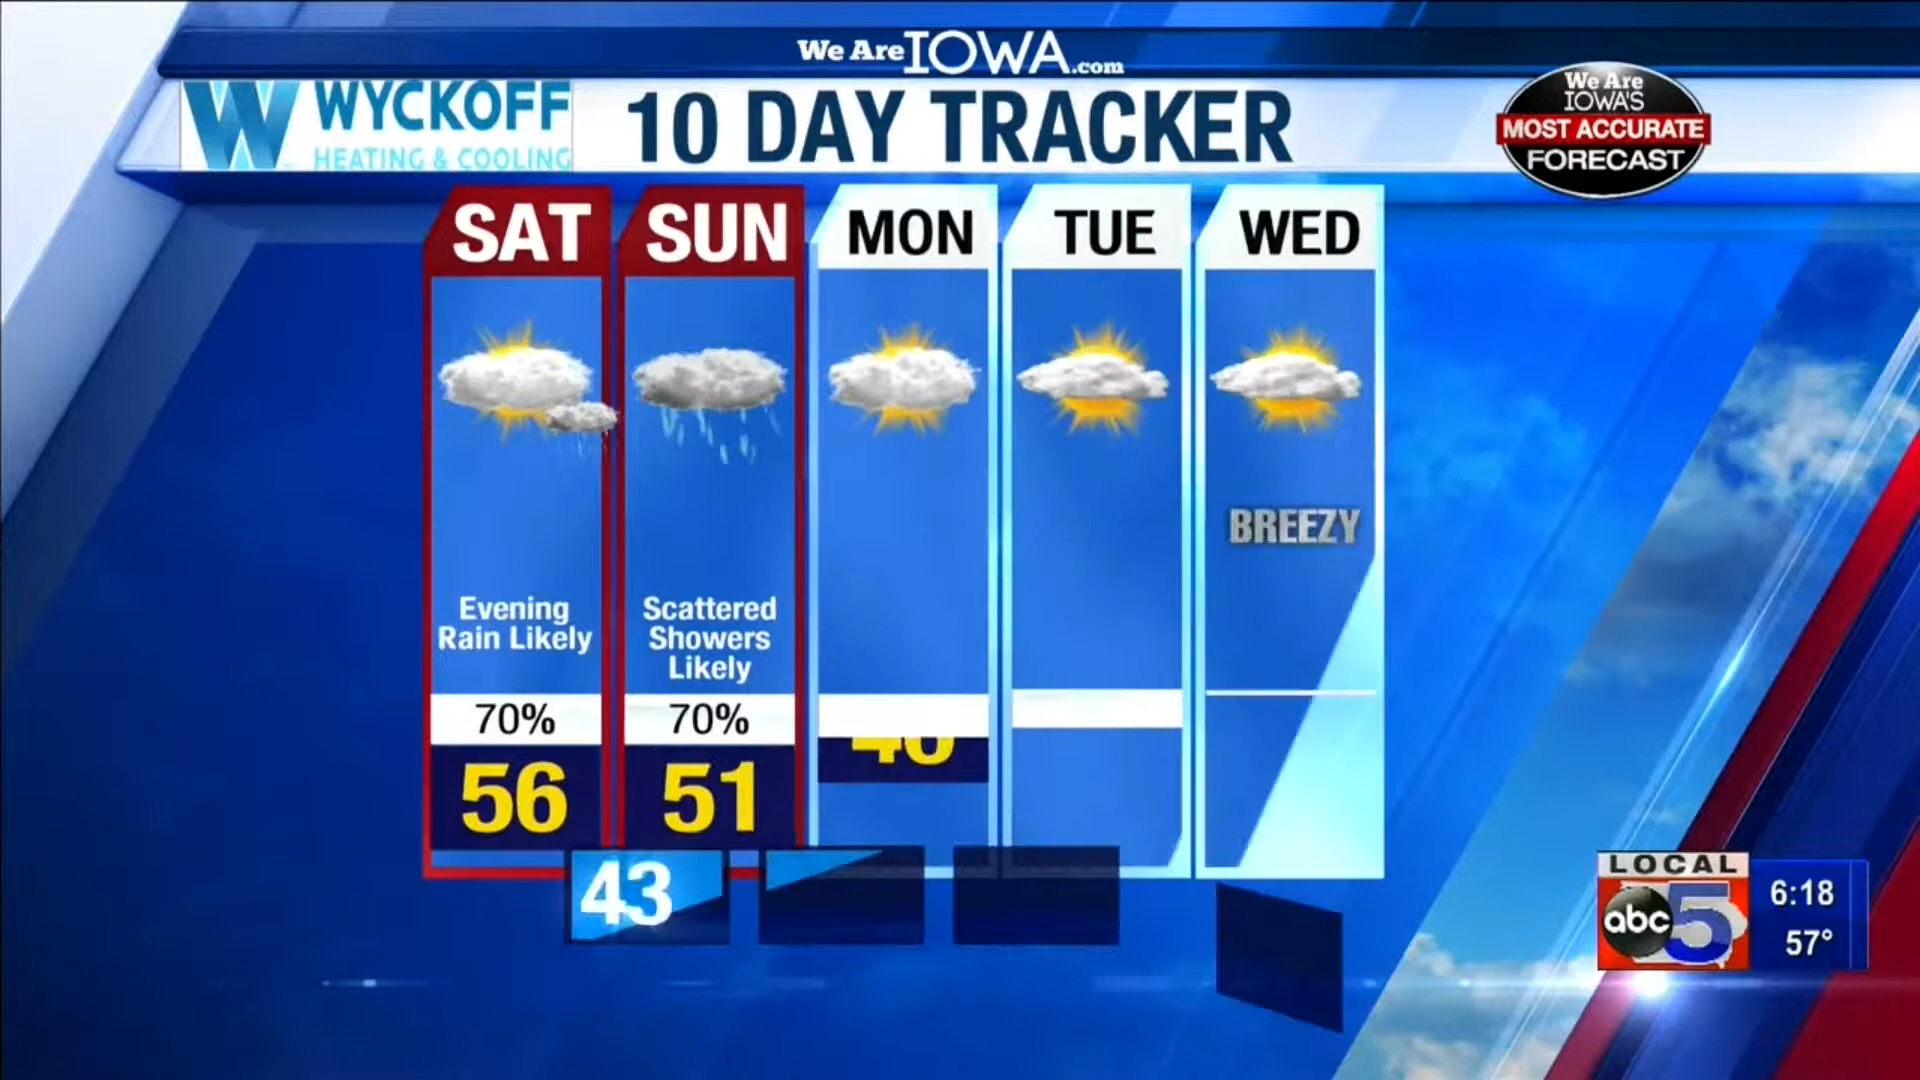 We Are IOWA.com
WYCKOFF
HEATING & COOLING
10 DAY TRACKER
We Are
IOWA'S
MOST ACCURATE
FORECAST
SAT
SUN
MON
TUE
WED
BREEZY
Evening
Rain Likely
Scattered
Showers
Likely
70%
70%
56
51
43
LOCAL
abc 5
6:18
57°